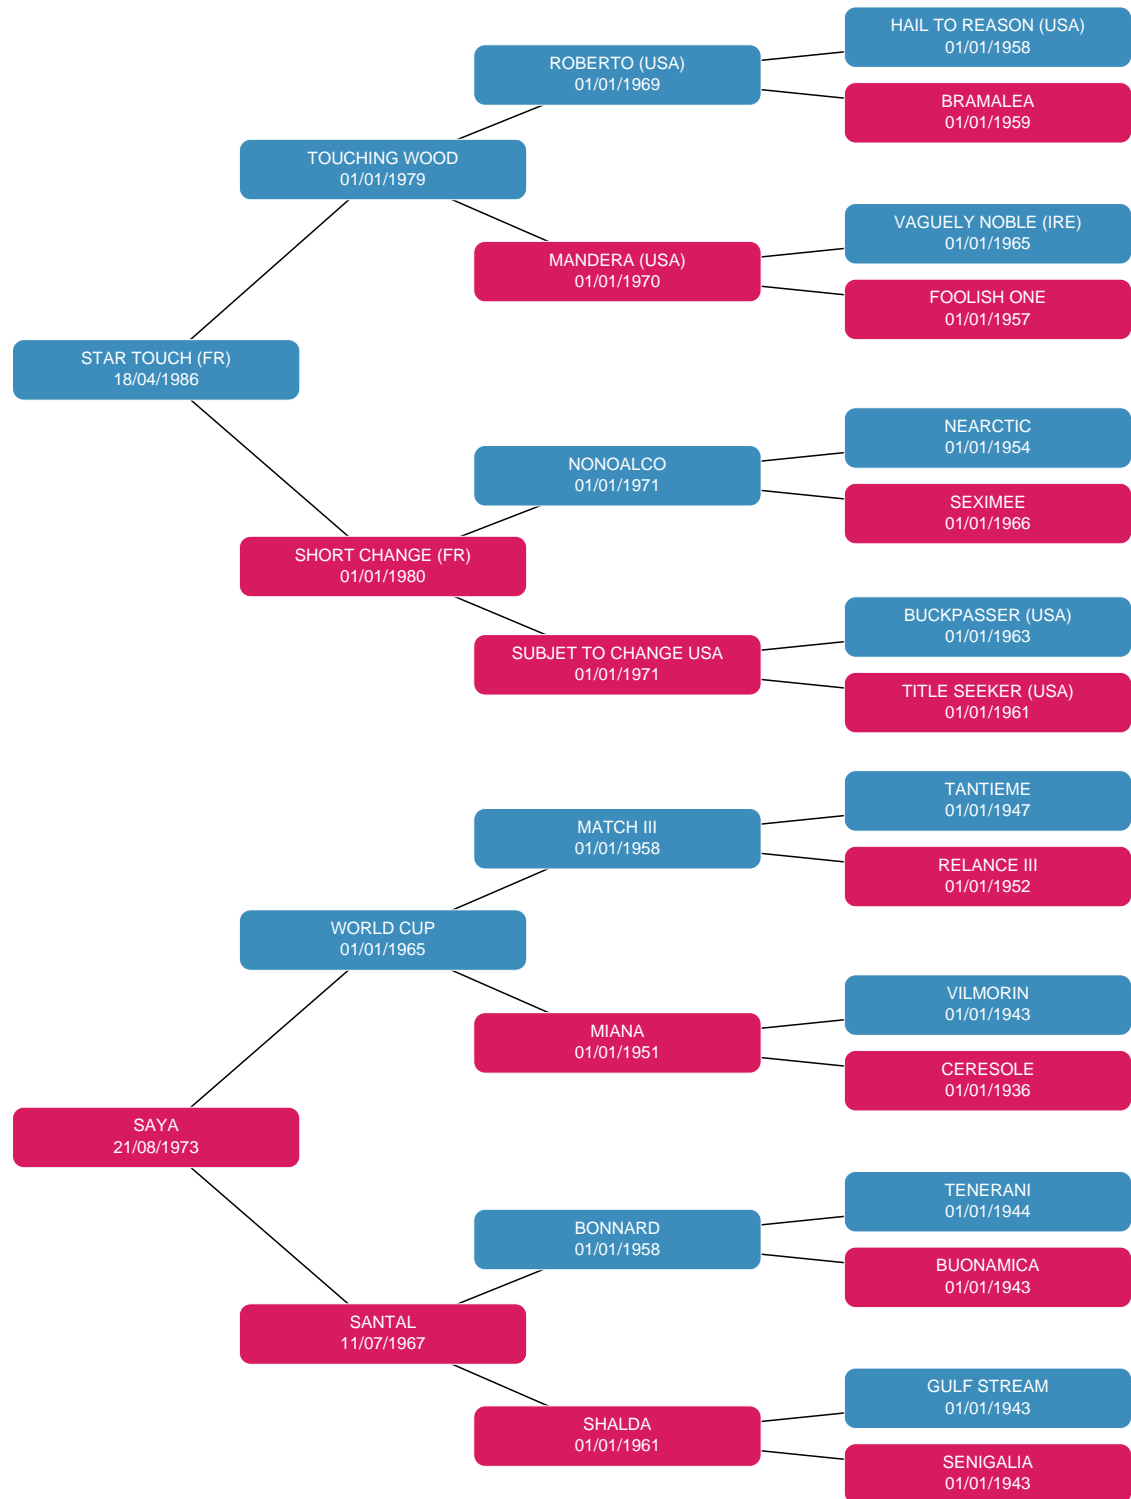 HAIL TO REASON (USA)
01/01/1958
ROBERTO (USA)
01/01/1969
BRAMALEA
01/01/1959
TOUCHING WOOD
01/01/1979
VAGUELY NOBLE (IRE)
01/01/1965
MANDERA (USA)
01/01/1970
FOOLISH ONE
01/01/1957
STAR TOUCH (FR)
18/04/1986
NEARCTIC
01/01/1954
NONOALCO
01/01/1971
SEXIMEE
01/01/1966
SHORT CHANGE (FR)
01/01/1980
BUCKPASSER (USA)
01/01/1963
SUBJET TO CHANGE USA
01/01/1971
TITLE SEEKER (USA)
01/01/1961
TANTIEME
01/01/1947
MATCH III
01/01/1958
RELANCE III
01/01/1952
WORLD CUP
01/01/1965
VILMORIN
01/01/1943
MIANA
01/01/1951
CERESOLE
01/01/1936
SAYA
21/08/1973
TENERANI
01/01/1944
BONNARD
01/01/1958
BUONAMICA
01/01/1943
SANTAL
11/07/1967
GULF STREAM
01/01/1943
SHALDA
01/01/1961
SENIGALIA
01/01/1943